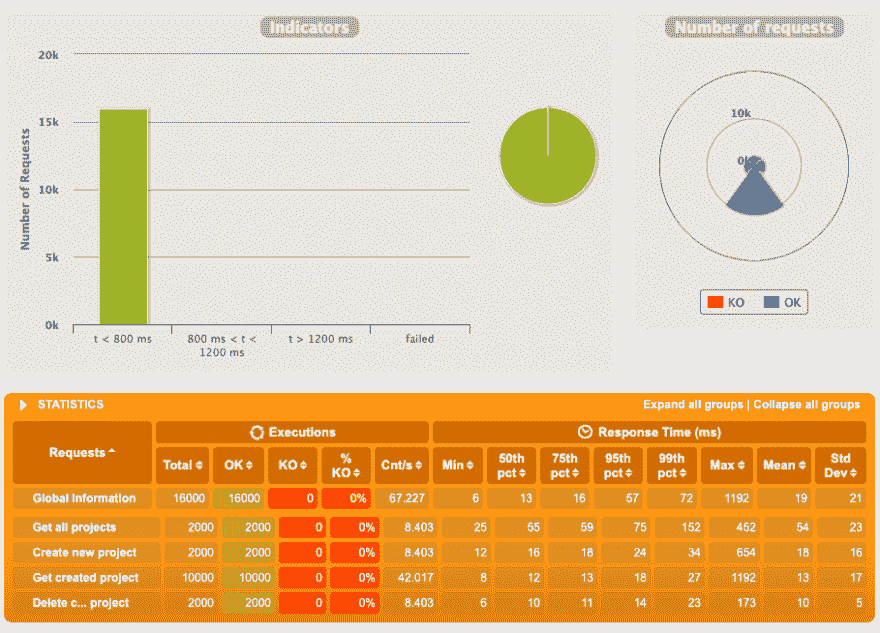 Indicators
Number of requests
20k
15k
10k
5k
0k
Number of Requests
t < 800 ms
800 ms < t < 1200 ms
t > 1200 ms
failed
10k
0k
KO
OK
STATISTICS
Expand all groups | Collapse all groups
Requests
Executions
Response Time (ms)
Total OK KO % KO Cnt/s Min 50th pct 75th pct 95th pct 99th pct Max Mean Std Dev
Global Information 16000 16000 0 0% 67.227 6 13 16 57 72 1192 19 21
Get all projects 2000 2000 0 0% 8.403 25 55 59 75 152 452 54 23
Create new project 2000 2000 0 0% 8.403 12 16 18 24 34 654 18 16
Get created project 10000 10000 0 0% 42.017 8 12 13 18 27 1192 13 17
Delete c... project 2000 2000 0 0% 8.403 6 10 11 14 23 173 10 5